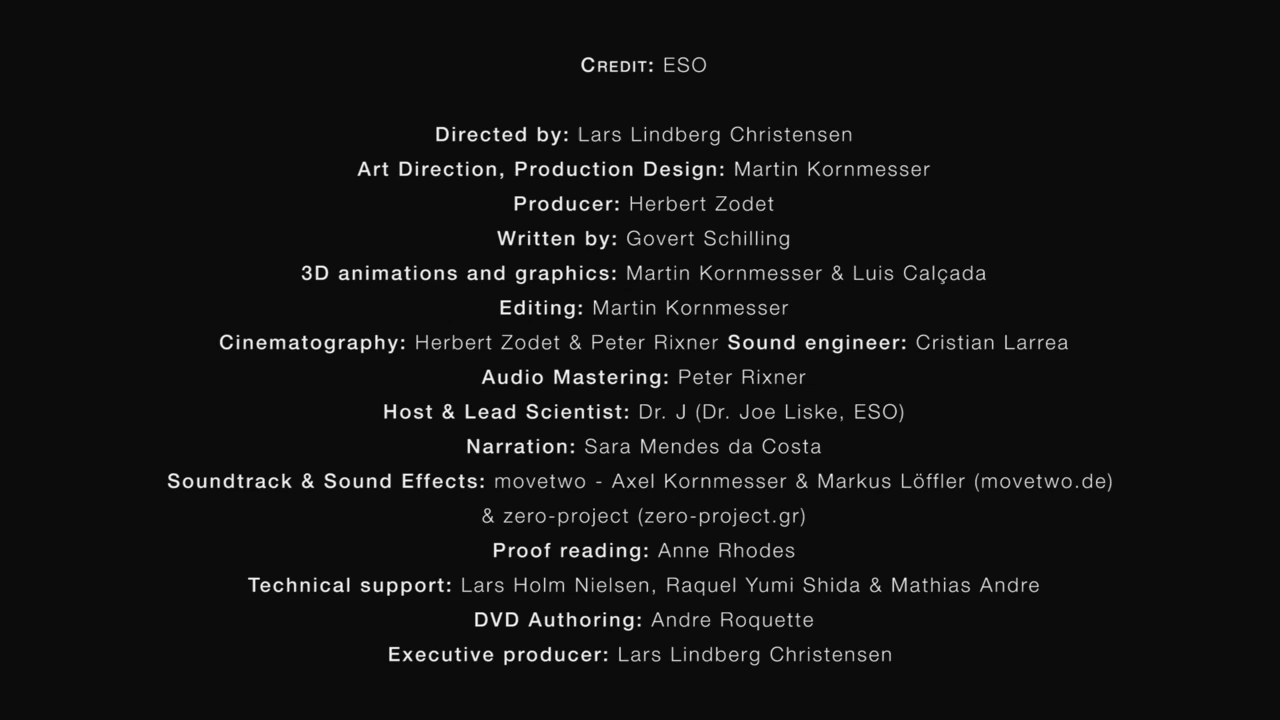 CREDIT: ESO
Directed by: Lars Lindberg Christensen
Art Direction, Production Design: Martin Kornmesser
Producer: Herbert Zodet
Written by: Govert Schilling
3D animations and graphics: Martin Kornmesser & Luis Calçada
Editing: Martin Kornmesser
Cinematography: Herbert Zodet & Peter Rixner Sound engineer: Cristian Larrea
Audio Mastering: Peter Rixner
Host & Lead Scientist: Dr. J (Dr. Joe Liske, ESO)
Narration: Sara Mendes da Costa
Soundtrack & Sound Effects: movetwo - Axel Kornmesser & Markus Löffler (movetwo.de)
& zero-project (zero-project.gr)
Proof reading: Anne Rhodes
Technical support: Lars Holm Nielsen, Raquel Yumi Shida & Mathias Andre
DVD Authoring: Andre Roquette
Executive producer: Lars Lindberg Christensen